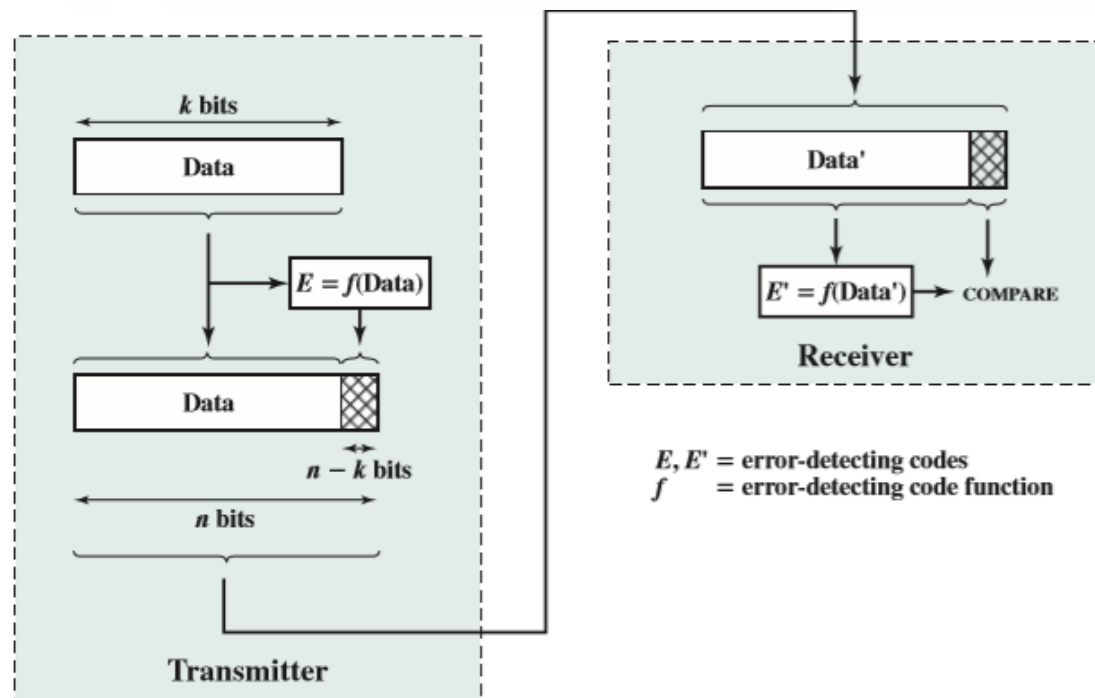 k bits
Data
E = f(Data)
Data
n − k bits
n bits
Transmitter
Data'
E' = f(Data')
COMPARE
Receiver
E, E' = error-detecting codes
f = error-detecting code function